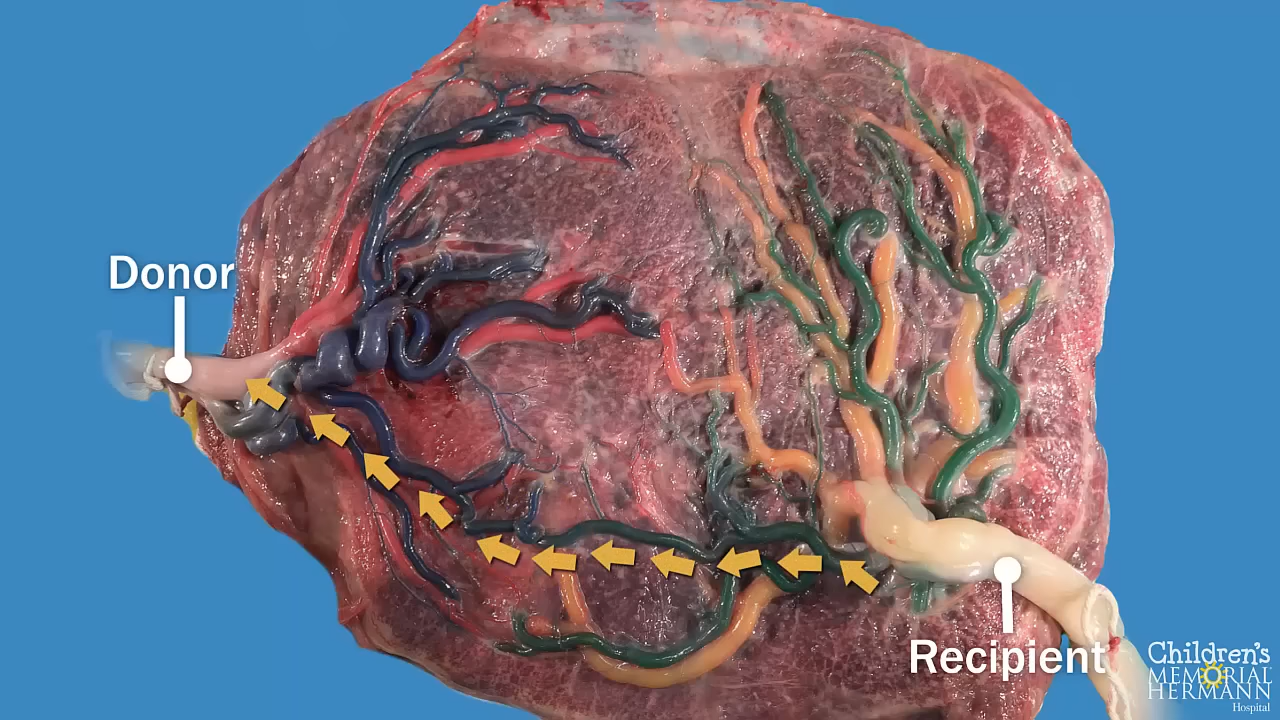 Donor
Recipient
Children's
MEMORIAL
HERMANN
Hospital